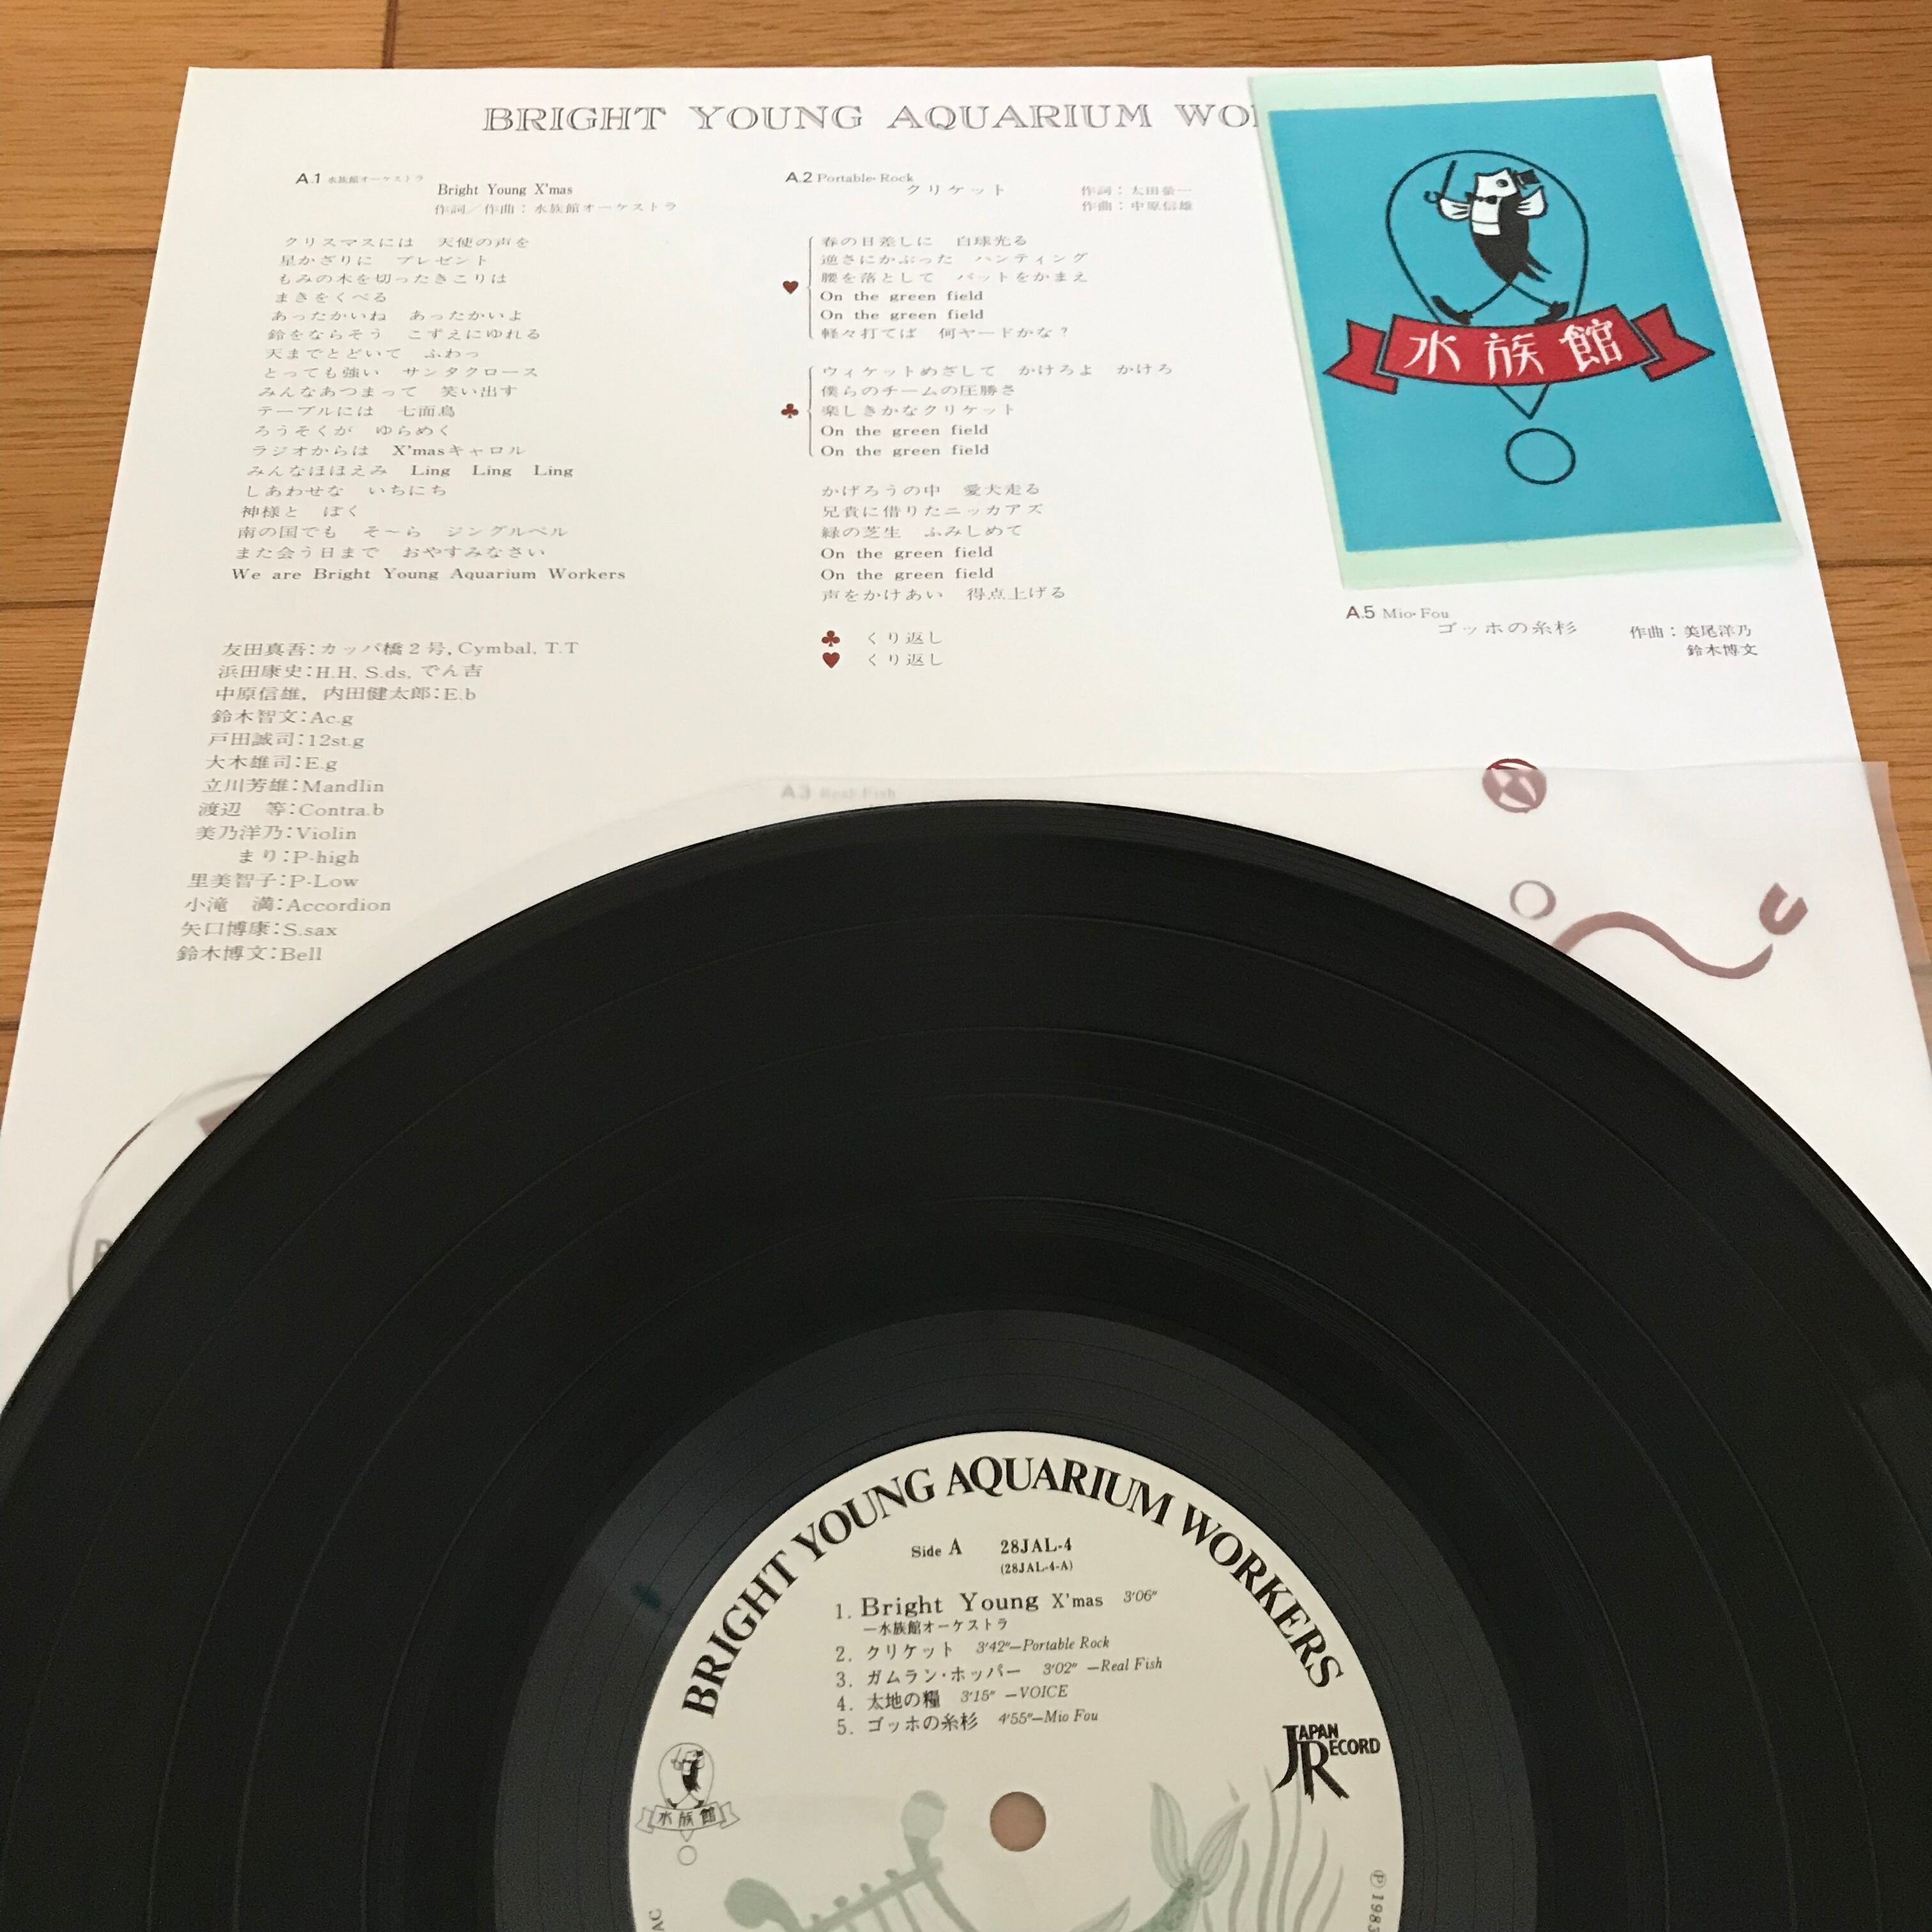 BRIGHT YOUNG AQUARIUM WO
A.1 水族館オーケストラ
Bright Young X'mas
作詞／作曲：水族館オーケストラ
クリスマスには　天使の声を
星かざりに　プレゼント
もみの木を切ったきこりは
まきをくべる
あったかいね　あったかいよ
鈴をならそう　こずえにゆれる
天までとどいて　ふわっ
とっても強い　サンタクロース
みんなあつまって　笑い出す
テーブルには　七面鳥
ろうそくが　ゆらめく
ラジオからは　X'masキャロル
みんなほほえみ　Ling　Ling　Ling
しあわせな　いちにち
神様と　ぼく
南の国でも　そ〜ら　ジングルベル
また会う日まで　おやすみなさい
We are Bright Young Aquarium Workers
友田真吾：カッパ橋2号, Cymbal, T.T
浜田康史：H.H, S.ds, でん吉
中原信雄, 内田健太郎：E.b
鈴木智文：Ac.g
戸田誠司：12st.g
大木雄司：E.g
立川芳雄：Mandlin
渡辺　等：Contra.b
美乃洋乃：Violin
まり：P-high
里美智子：P-Low
小滝　満：Accordion
矢口博康：S.sax
鈴木博文：Bell
A.2 Portable·Rock
クリケット
作詞：太田螢一
作曲：中原信雄
♥
春の日差しに　白球光る
逆さにかぶった　ハンティング
腰を落として　バットをかまえ
On the green field
On the green field
軽々打てば　何ヤードかな？
♣
ウィケットめざして　かけろよ　かけろ
僕らのチームの圧勝さ
楽しきかなクリケット
On the green field
On the green field
かげろうの中　愛犬走る
兄貴に借りたニッカアズ
緑の芝生　ふみしめて
On the green field
On the green field
声をかけあい　得点上げる
♣　くり返し
♥　くり返し
水族館
A.5 Mio·Fou
ゴッホの糸杉
作曲：美尾洋乃
鈴木博文
A.3 Real Fish
BRIGHT YOUNG AQUARIUM WORKERS
Side A　28JAL-4
(28JAL-4-A)
1. Bright Young X'mas 3'06"
—水族館オーケストラ
2. クリケット 3'42"—Portable Rock
3. ガムラン・ホッパー 3'02" —Real Fish
4. 太地の糧 3'15" —VOICE
5. ゴッホの糸杉 4'55"—Mio Fou
JAPAN RECORD
水族館
℗ 1983